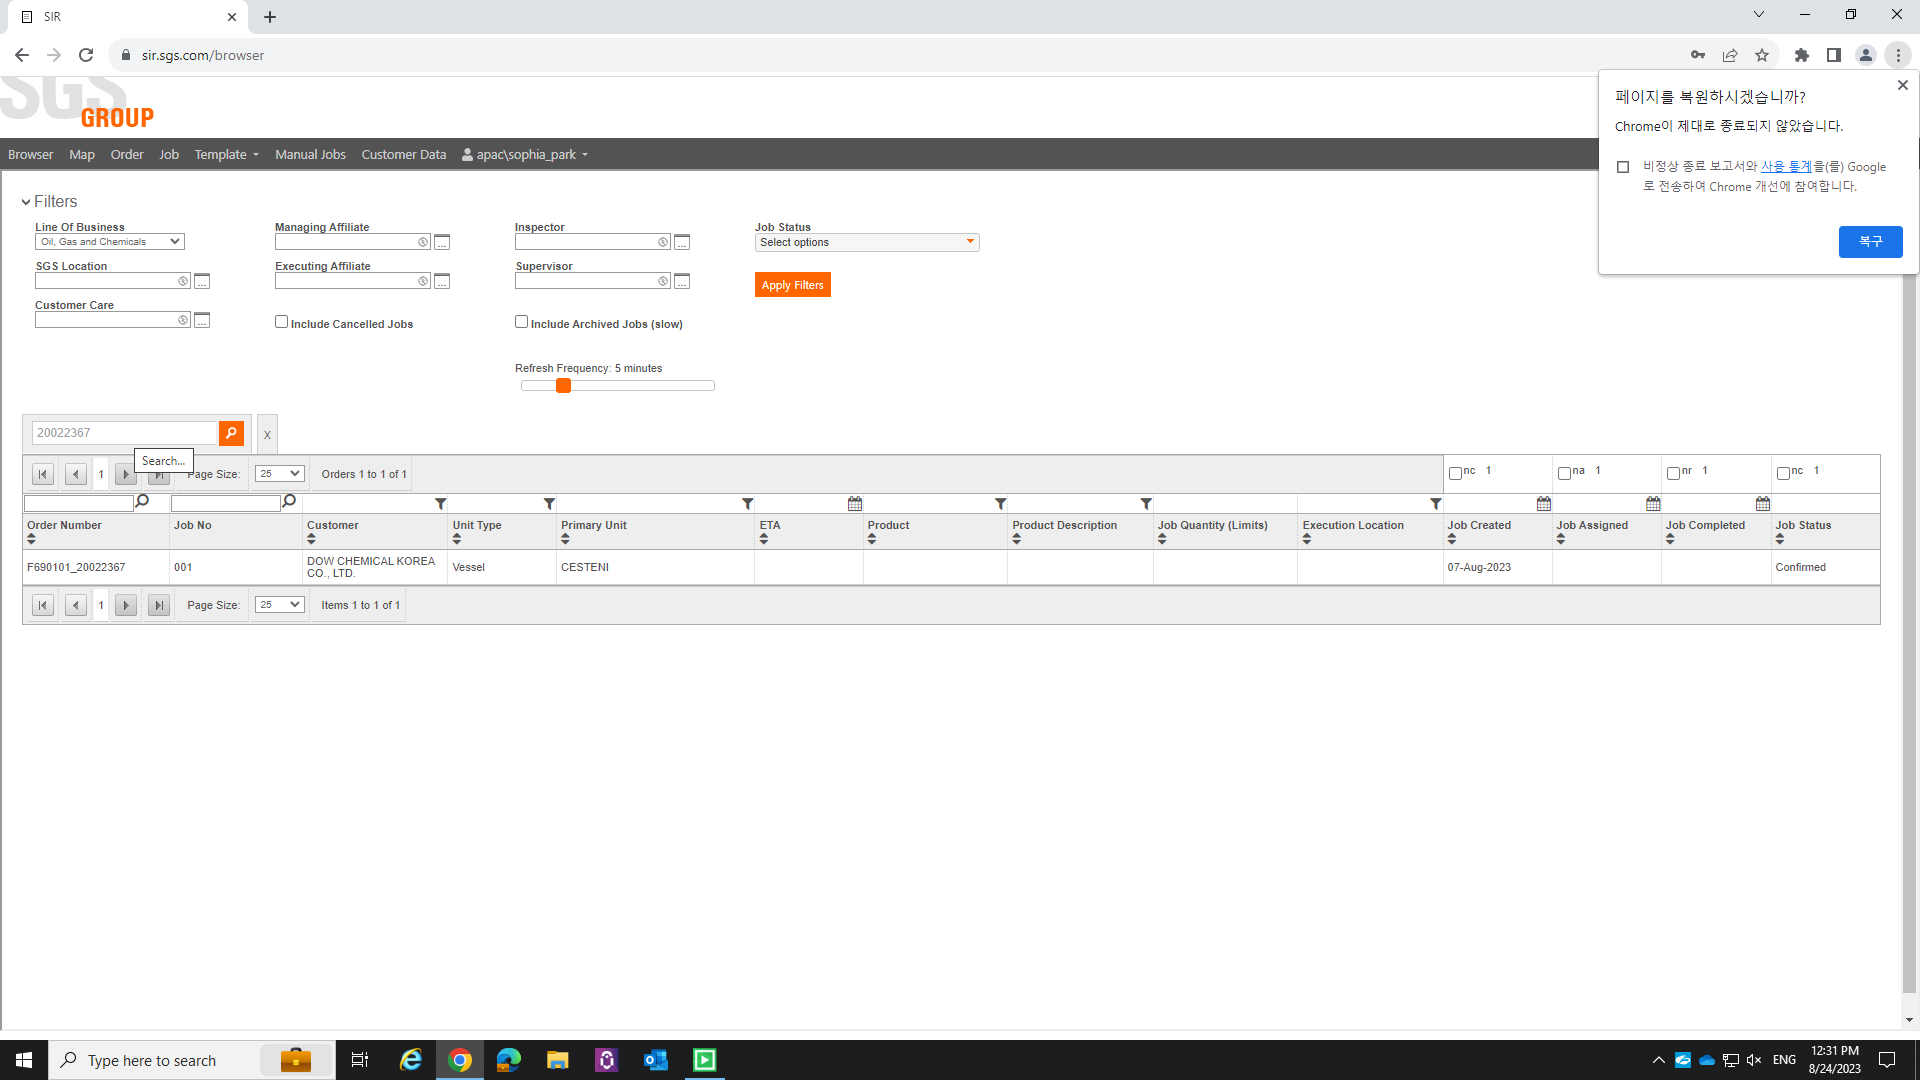 SIR
sir.sgs.com/browser
SGS
GROUP
Browser Map Order Job Template Manual Jobs Customer Data apac\sophia_park
페이지를 복원하시겠습니까?
Chrome이 제대로 종료되지 않았습니다.
비정상 종료 보고서와 사용 통계을(를) Google
로 전송하여 Chrome 개선에 참여합니다.
복구
Filters
Line Of Business Managing Affiliate Inspector Job Status
Oil, Gas and Chemicals ... ... Select options
SGS Location Executing Affiliate Supervisor
... ... ... Apply Filters
Customer Care
... Include Cancelled Jobs Include Archived Jobs (slow)
Refresh Frequency: 5 minutes
20022367 X
Search...
1 Page Size: 25 Orders 1 to 1 of 1 nc 1 na 1 nr 1 nc 1
Order Number Job No Customer Unit Type Primary Unit ETA Product Product Description Job Quantity (Limits) Execution Location Job Created Job Assigned Job Completed Job Status
F690101_20022367 001 DOW CHEMICAL KOREA Vessel CESTENI 07-Aug-2023 Confirmed
CO., LTD.
1 Page Size: 25 Items 1 to 1 of 1
Type here to search ENG 12:31 PM
8/24/2023